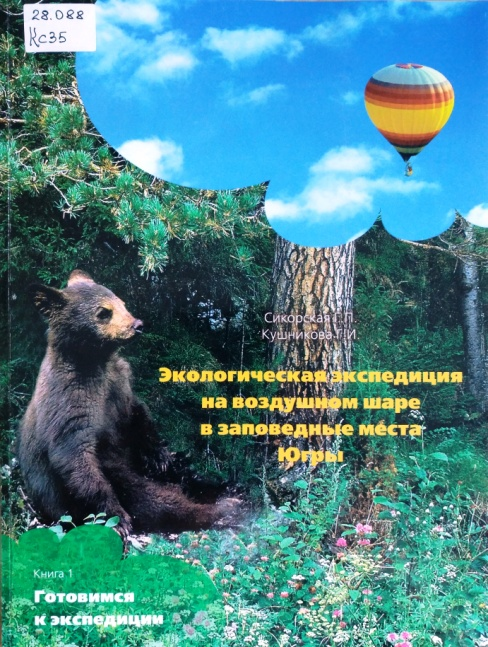 28.088
Кс35
Сикорская Г.П.
Кушникова Г.И.
Экологическая экспедиция
на воздушном шаре
в заповедные места
Югры
Книга 1
Готовимся
к экспедиции